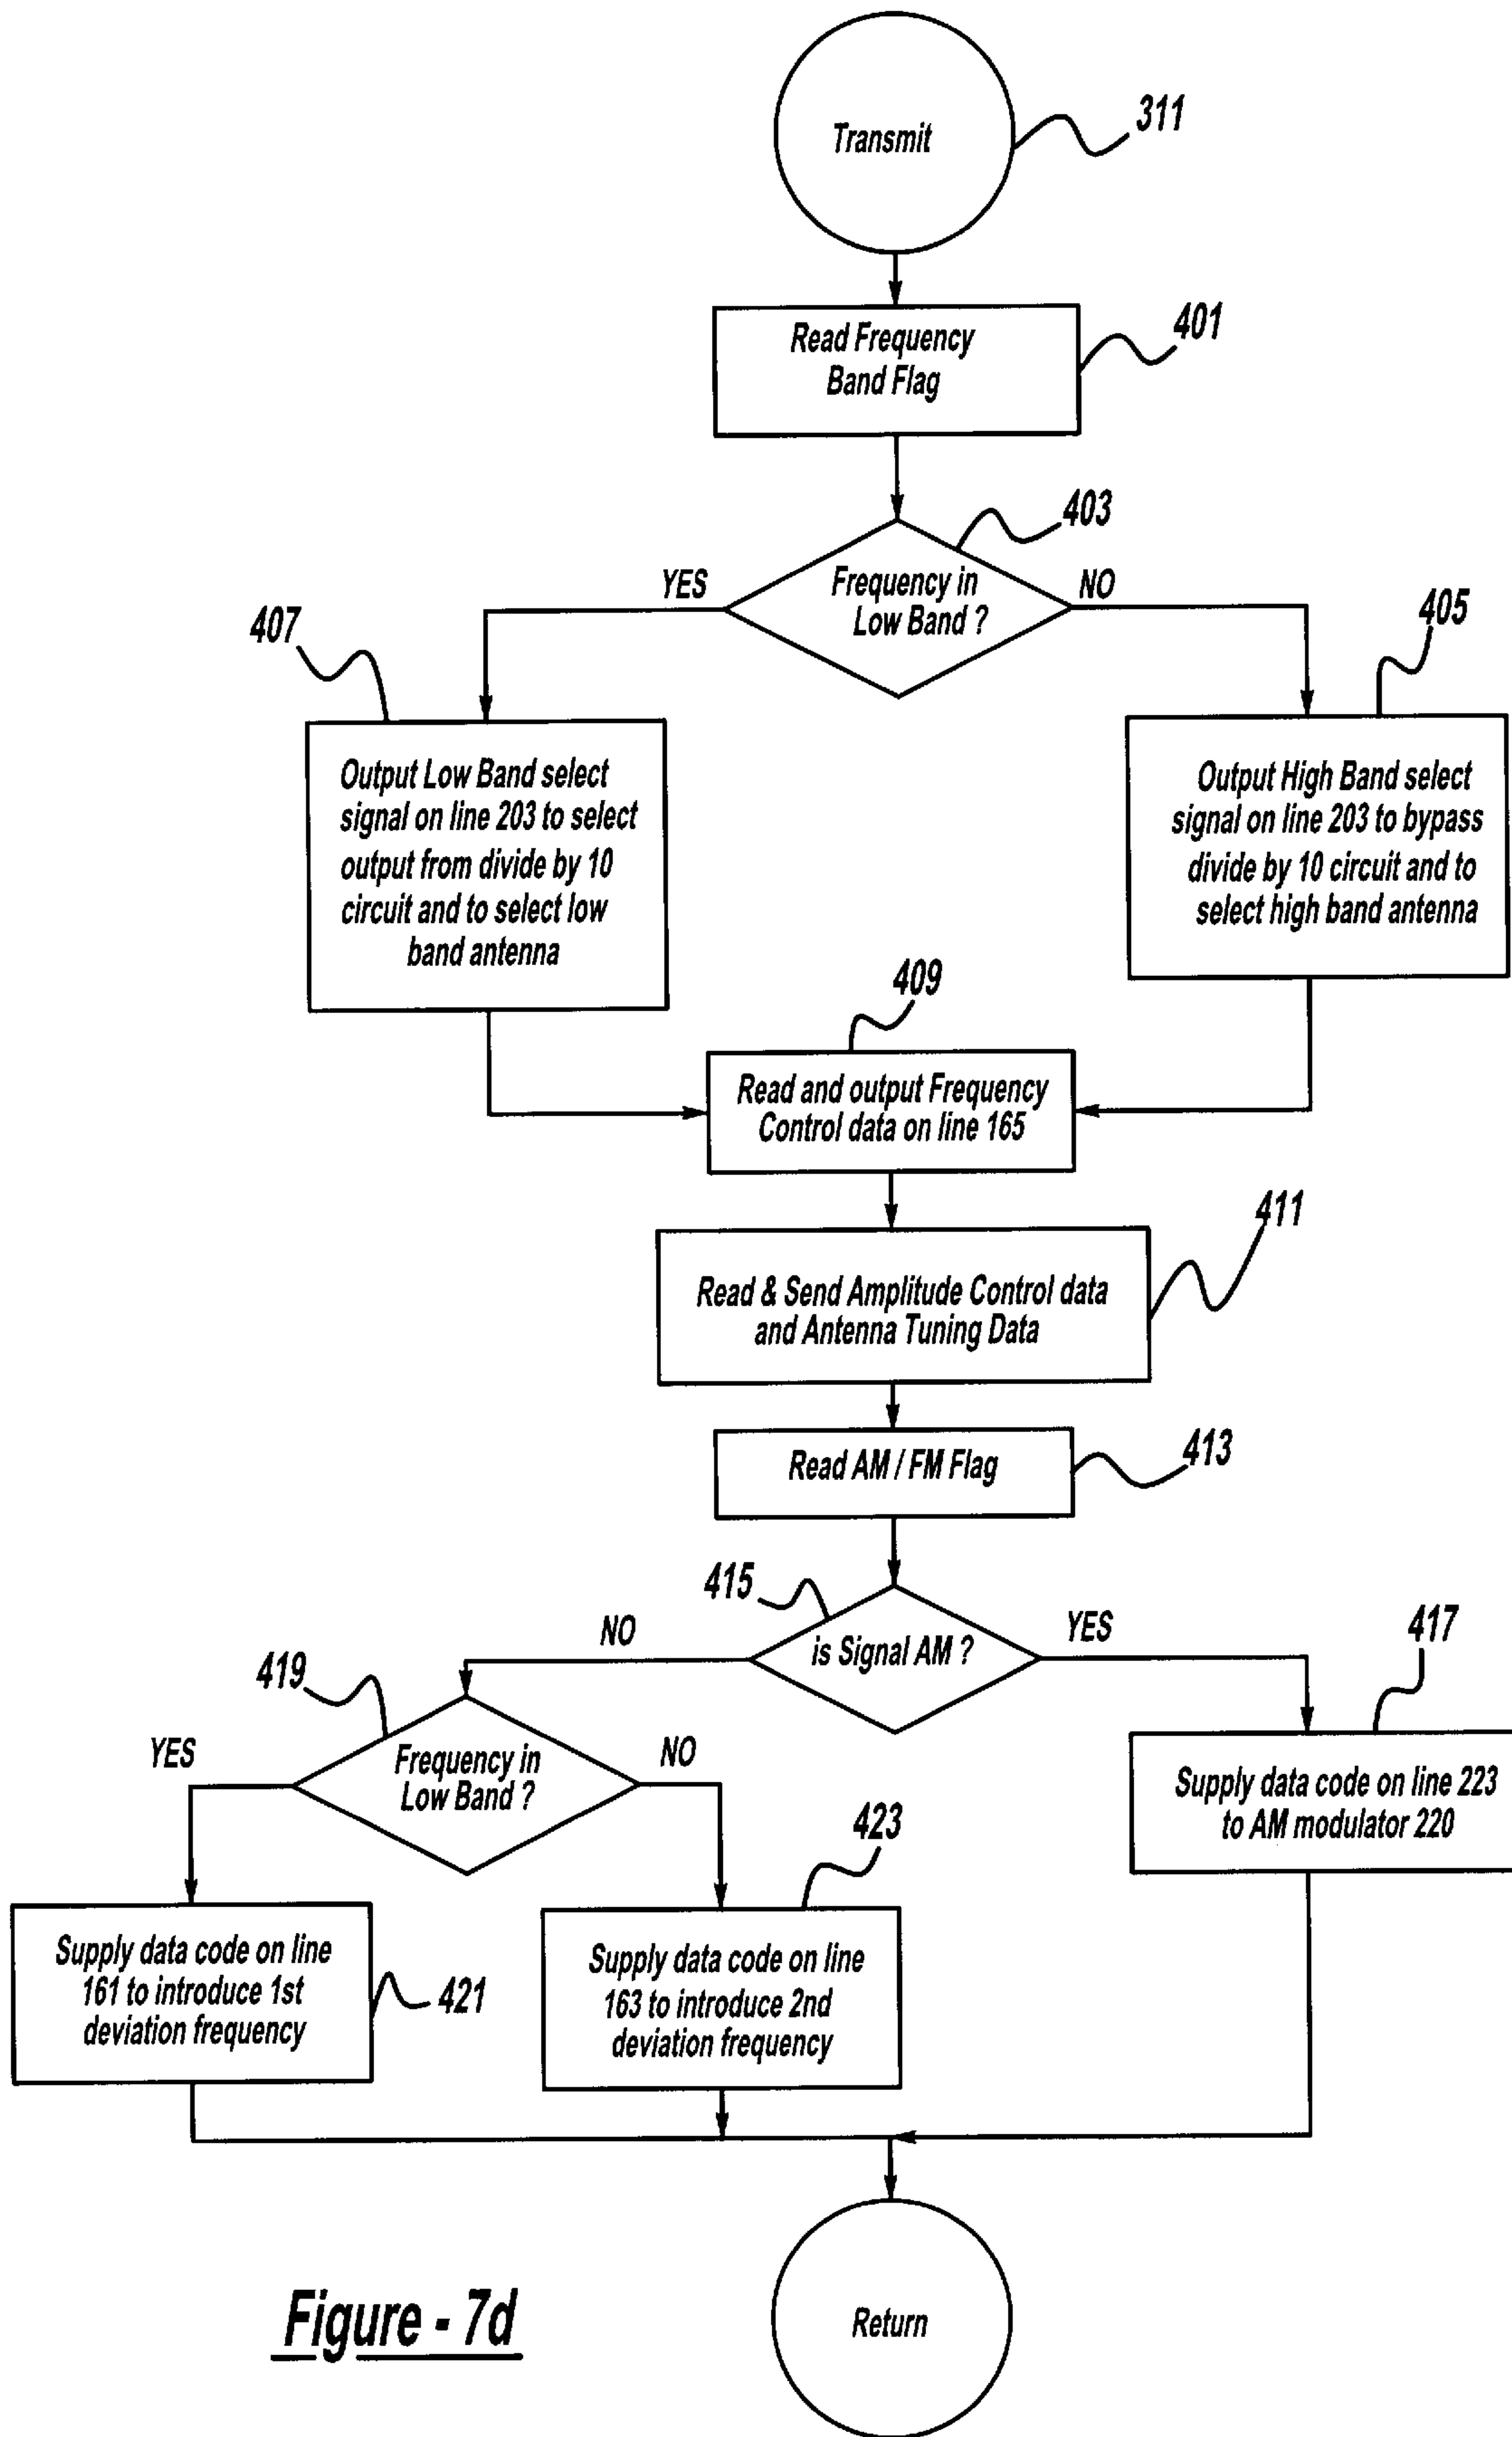 Transmit
311
Read Frequency
Band Flag
401
403
YES
Frequency in
Low Band ?
NO
407
405
Output Low Band select
signal on line 203 to select
output from divide by 10
circuit and to select low
band antenna
Output High Band select
signal on line 203 to bypass
divide by 10 circuit and to
select high band antenna
409
Read and output Frequency
Control data on line 165
411
Read & Send Amplitude Control data
and Antenna Tuning Data
Read AM / FM Flag
413
415
NO
is Signal AM ?
YES
417
419
YES
Frequency in
Low Band ?
NO
Supply data code on line 223
to AM modulator 220
423
Supply data code on line
161 to introduce 1st
deviation frequency
421
Supply data code on line
163 to introduce 2nd
deviation frequency
Return
Figure - 7d